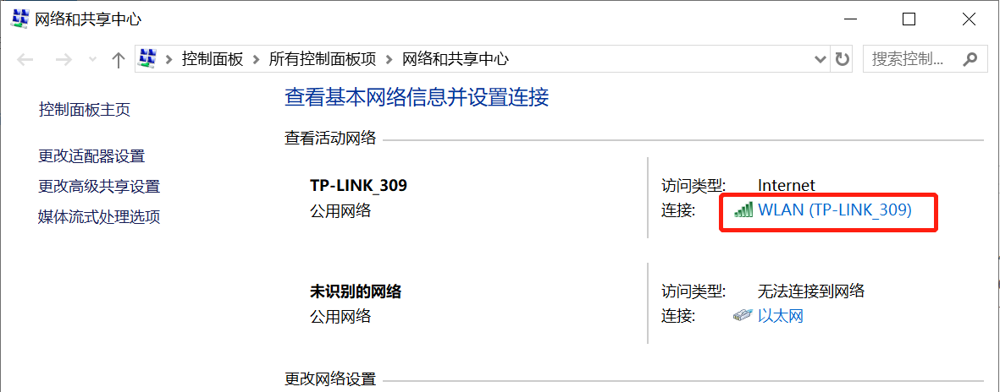 网络和共享中心
控制面板 所有控制面板项 网络和共享中心
搜索控制...
控制面板主页
更改适配器设置
更改高级共享设置
媒体流式处理选项
查看基本网络信息并设置连接
查看活动网络
TP-LINK_309
公用网络
访问类型: Internet
连接: WLAN (TP-LINK_309)
未识别的网络
公用网络
访问类型: 无法连接到网络
连接: 以太网
更改网络设置